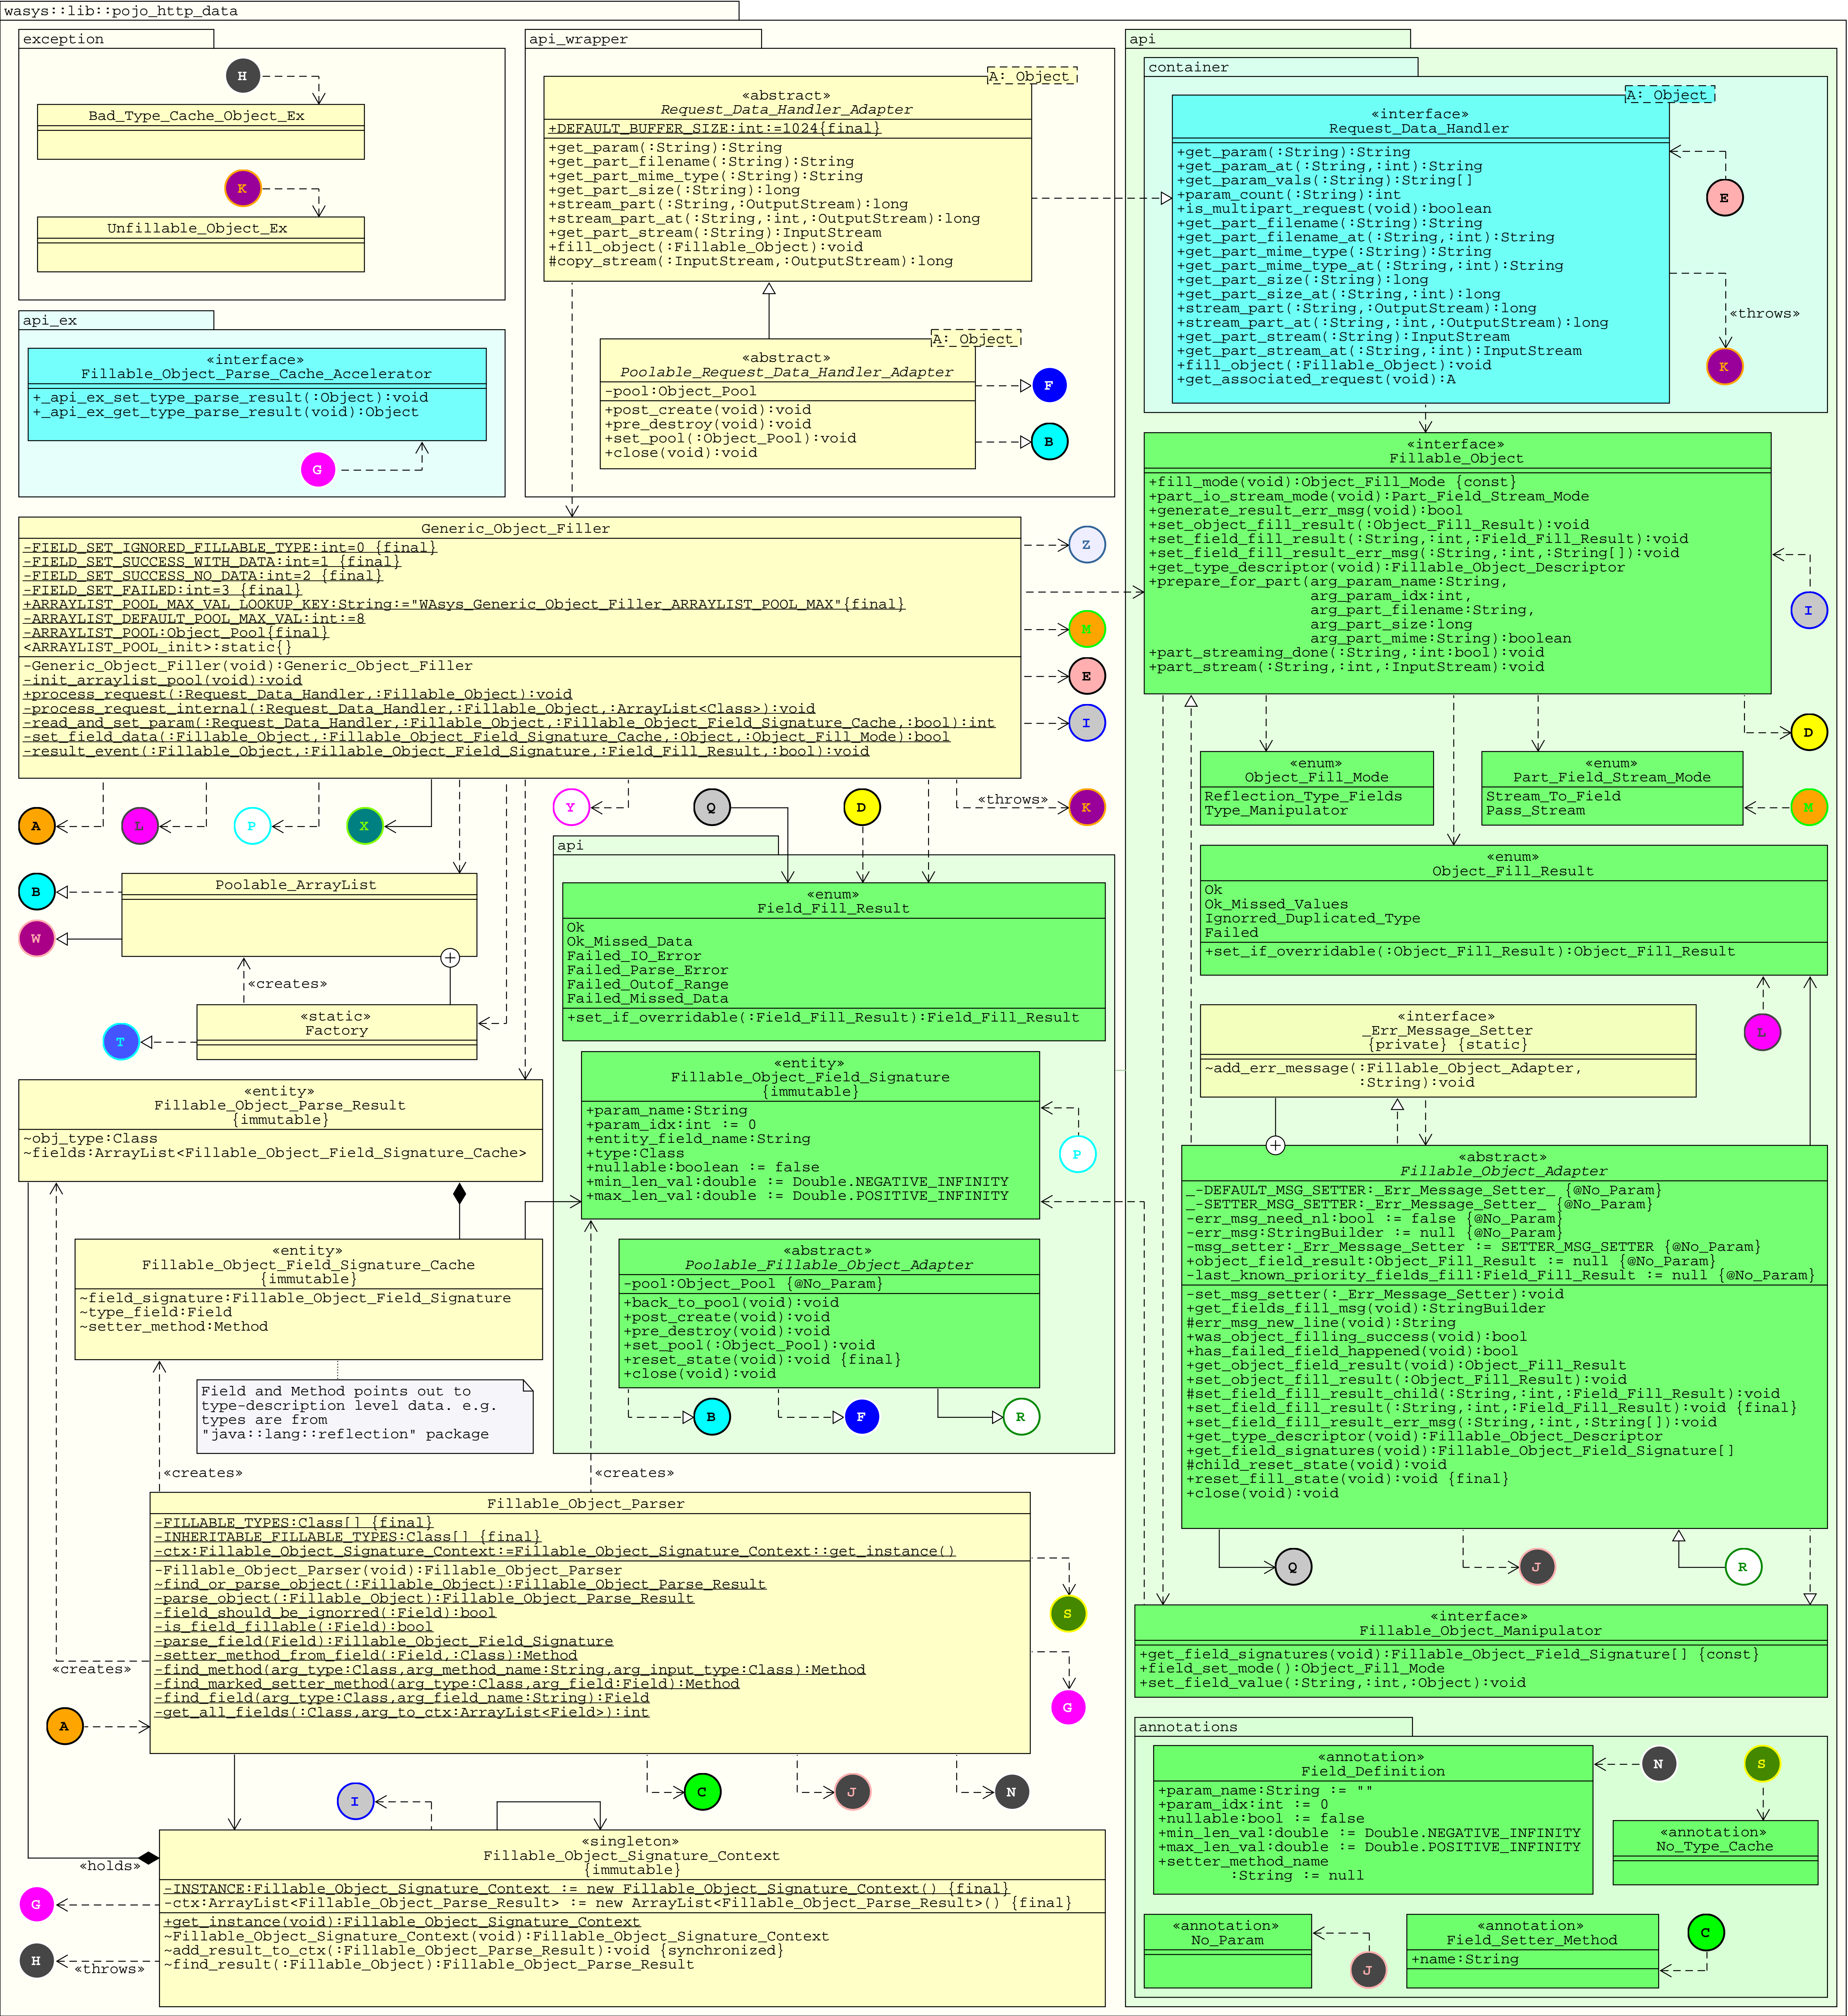 wasys::lib::pojo_http_data
exception
H
Bad_Type_Cache_Object_Ex
K
Unfillable_Object_Ex
api_ex
«interface»
Fillable_Object_Parse_Cache_Accelerator
+_api_ex_set_type_parse_result(:Object):void
+_api_ex_get_type_parse_result(void):Object
G
api_wrapper
A: Object
«abstract»
Request_Data_Handler_Adapter
+DEFAULT_BUFFER_SIZE:int:=1024{final}
+get_param(:String):String
+get_part_filename(:String):String
+get_part_mime_type(:String):String
+get_part_size(:String):long
+stream_part(:String,:OutputStream):long
+stream_part_at(:String,:int,:OutputStream):long
+get_part_stream(:String):InputStream
+fill_object(:Fillable_Object):void
#copy_stream(:InputStream,:OutputStream):long
A: Object
«abstract»
Poolable_Request_Data_Handler_Adapter
-pool:Object_Pool
+post_create(void):void
+pre_destroy(void):void
+set_pool(:Object_Pool):void
+close(void):void
F
B
api
container
A: Object
«interface»
Request_Data_Handler
+get_param(:String):String
+get_param_at(:String,:int):String
+get_param_vals(:String):String[]
+param_count(:String):int
+is_multipart_request(void):boolean
+get_part_filename(:String):String
+get_part_filename_at(:String,:int):String
+get_part_mime_type(:String):String
+get_part_mime_type_at(:String,:int):String
+get_part_size(:String):long
+get_part_size_at(:String,:int):long
+stream_part(:String,:OutputStream):long
+stream_part_at(:String,:int,:OutputStream):long
+get_part_stream(:String):InputStream
+get_part_stream_at(:String,:int):InputStream
+fill_object(:Fillable_Object):void
+get_associated_request(void):A
E
«throws»
K
«interface»
Fillable_Object
+fill_mode(void):Object_Fill_Mode {const}
+part_io_stream_mode(void):Part_Field_Stream_Mode
+generate_result_err_msg(void):bool
+set_object_fill_result(:Object_Fill_Result):void
+set_field_fill_result(:String,:int,:Field_Fill_Result):void
+set_field_fill_result_err_msg(:String,:int,:String[]):void
+get_type_descriptor(void):Fillable_Object_Descriptor
+prepare_for_part(arg_param_name:String,
arg_param_idx:int,
arg_part_filename:String,
arg_part_size:long
arg_part_mime:String):boolean
+part_streaming_done(:String,:int:bool):void
+part_stream(:String,:int,:InputStream):void
I
D
Generic_Object_Filler
-FIELD_SET_IGNORED_FILLABLE_TYPE:int=0 {final}
-FIELD_SET_SUCCESS_WITH_DATA:int=1 {final}
-FIELD_SET_SUCCESS_NO_DATA:int=2 {final}
-FIELD_SET_FAILED:int=3 {final}
+ARRAYLIST_POOL_MAX_VAL_LOOKUP_KEY:String:="WAsys_Generic_Object_Filler_ARRAYLIST_POOL_MAX"{final}
-ARRAYLIST_DEFAULT_POOL_MAX_VAL:int:=8
-ARRAYLIST_POOL:Object_Pool{final}
<ARRAYLIST_POOL_init>:static{}
-Generic_Object_Filler(void):Generic_Object_Filler
-init_arraylist_pool(void):void
+process_request(:Request_Data_Handler,:Fillable_Object):void
-process_request_internal(:Request_Data_Handler,:Fillable_Object,:ArrayList<Class>):void
-read_and_set_param(:Request_Data_Handler,:Fillable_Object,:Fillable_Object_Field_Signature_Cache,:bool):int
-set_field_data(:Fillable_Object,:Fillable_Object_Field_Signature_Cache,:Object,:Object_Fill_Mode):bool
-result_event(:Fillable_Object,:Fillable_Object_Field_Signature,:Field_Fill_Result,:bool):void
Z
M
E
I
A
L
P
X
Y
Q
D
«throws»
K
B
W
Poolable_ArrayList
«creates»
T
«static»
Factory
«entity»
Fillable_Object_Parse_Result
{immutable}
~obj_type:Class
~fields:ArrayList<Fillable_Object_Field_Signature_Cache>
«entity»
Fillable_Object_Field_Signature_Cache
{immutable}
~field_signature:Fillable_Object_Field_Signature
~type_field:Field
~setter_method:Method
Field and Method points out to
type-description level data. e.g.
types are from
"java::lang::reflection" package
«creates»
api
«enum»
Field_Fill_Result
Ok
Ok_Missed_Data
Failed_IO_Error
Failed_Parse_Error
Failed_Outof_Range
Failed_Missed_Data
+set_if_overridable(:Field_Fill_Result):Field_Fill_Result
«entity»
Fillable_Object_Field_Signature
{immutable}
+param_name:String
+param_idx:int := 0
+entity_field_name:String
+type:Class
+nullable:boolean := false
+min_len_val:double := Double.NEGATIVE_INFINITY
+max_len_val:double := Double.POSITIVE_INFINITY
P
«abstract»
Poolable_Fillable_Object_Adapter
-pool:Object_Pool {@No_Param}
+back_to_pool(void):void
+post_create(void):void
+pre_destroy(void):void
+set_pool(:Object_Pool):void
+reset_state(void):void {final}
+close(void):void
B
F
R
«creates»
«enum»
Object_Fill_Mode
Reflection_Type_Fields
Type_Manipulator
«enum»
Part_Field_Stream_Mode
Stream_To_Field
Pass_Stream
M
«enum»
Object_Fill_Result
Ok
Ok_Missed_Values
Ignorred_Duplicated_Type
Failed
+set_if_overridable(:Object_Fill_Result):Object_Fill_Result
«interface»
_Err_Message_Setter
{private} {static}
~add_err_message(:Fillable_Object_Adapter,
:String):void
L
«abstract»
Fillable_Object_Adapter
_-DEFAULT_MSG_SETTER:_Err_Message_Setter_ {@No_Param}
_-SETTER_MSG_SETTER:_Err_Message_Setter_ {@No_Param}
-err_msg_need_nl:bool := false {@No_Param}
-err_msg:StringBuilder := null {@No_Param}
-msg_setter:_Err_Message_Setter := SETTER_MSG_SETTER {@No_Param}
+object_field_result:Object_Fill_Result := null {@No_Param}
-last_known_priority_fields_fill:Field_Fill_Result := null {@No_Param}
-set_msg_setter(:_Err_Message_Setter):void
+get_fields_fill_msg(void):StringBuilder
#err_msg_new_line(void):String
+was_object_filling_success(void):bool
+has_failed_field_happened(void):bool
+get_object_field_result(void):Object_Fill_Result
+set_object_fill_result(:Object_Fill_Result):void
#set_field_fill_result_child(:String,:int,:Field_Fill_Result):void
+set_field_fill_result(:String,:int,:Field_Fill_Result):void {final}
+set_field_fill_result_err_msg(:String,:int,:String[]):void
+get_type_descriptor(void):Fillable_Object_Descriptor
+get_field_signatures(void):Fillable_Object_Field_Signature[]
#child_reset_state(void):void
+reset_fill_state(void):void {final}
+close(void):void
Q
J
R
«interface»
Fillable_Object_Manipulator
+get_field_signatures(void):Fillable_Object_Field_Signature[] {const}
+field_set_mode():Object_Fill_Mode
+set_field_value(:String,:int,:Object):void
Fillable_Object_Parser
-FILLABLE_TYPES:Class[] {final}
-INHERITABLE_FILLABLE_TYPES:Class[] {final}
-ctx:Fillable_Object_Signature_Context:=Fillable_Object_Signature_Context::get_instance()
-Fillable_Object_Parser(void):Fillable_Object_Parser
~find_or_parse_object(:Fillable_Object):Fillable_Object_Parse_Result
-parse_object(:Fillable_Object):Fillable_Object_Parse_Result
-field_should_be_ignorred(:Field):bool
-is_field_fillable(:Field):bool
-parse_field(Field):Fillable_Object_Field_Signature
-setter_method_from_field(:Field,:Class):Method
-find_method(arg_type:Class,arg_method_name:String,arg_input_type:Class):Method
-find_marked_setter_method(arg_type:Class,arg_field:Field):Method
-find_field(arg_type:Class,arg_field_name:String):Field
-get_all_fields(:Class,arg_to_ctx:ArrayList<Field>):int
«creates»
S
G
A
I
C
J
N
«holds»
«singleton»
Fillable_Object_Signature_Context
{immutable}
-INSTANCE:Fillable_Object_Signature_Context := new Fillable_Object_Signature_Context() {final}
-ctx:ArrayList<Fillable_Object_Parse_Result> := new ArrayList<Fillable_Object_Parse_Result>() {final}
+get_instance(void):Fillable_Object_Signature_Context
~Fillable_Object_Signature_Context(void):Fillable_Object_Signature_Context
~add_result_to_ctx(:Fillable_Object_Parse_Result):void {synchronized}
~find_result(:Fillable_Object):Fillable_Object_Parse_Result
G
H
«throws»
annotations
«annotation»
Field_Definition
+param_name:String := ""
+param_idx:int := 0
+nullable:bool := false
+min_len_val:double := Double.NEGATIVE_INFINITY
+max_len_val:double := Double.POSITIVE_INFINITY
+setter_method_name
:String := null
N
S
«annotation»
No_Type_Cache
«annotation»
No_Param
J
«annotation»
Field_Setter_Method
+name:String
C